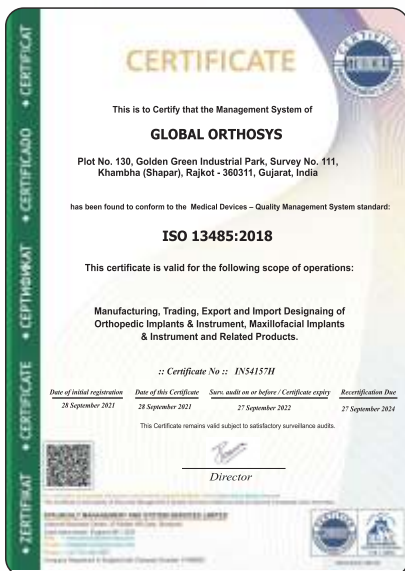 CERTIFICATE
This is to Certify that the Management System of
GLOBAL ORTHOSYS
Plot No. 130, Golden Green Industrial Park, Survey No. 111,
Khambha (Shapar), Rajkot - 360311, Gujarat, India
has been found to conform to the Medical Devices – Quality Management System standard:
ISO 13485:2018
This certificate is valid for the following scope of operations:
Manufacturing, Trading, Export and Import Designaing of
Orthopedic Implants & Instrument, Maxillofacial Implants
& Instrument and Related Products.
:: Certificate No :: IN54157H
Date of initial registration Date of this Certificate Surv. audit on or before / Certificate expiry Recertification Due
28 September 2021 28 September 2021 27 September 2022 27 September 2024
This Certificate remains valid subject to satisfactory surveillance audits.
Director
ZERTIFIKAT ♦ CERTIFICATE ♦ СЕРТИФИКАТ ♦ CERTIFICADO ♦ CERTIFICAT
CERTIFIED